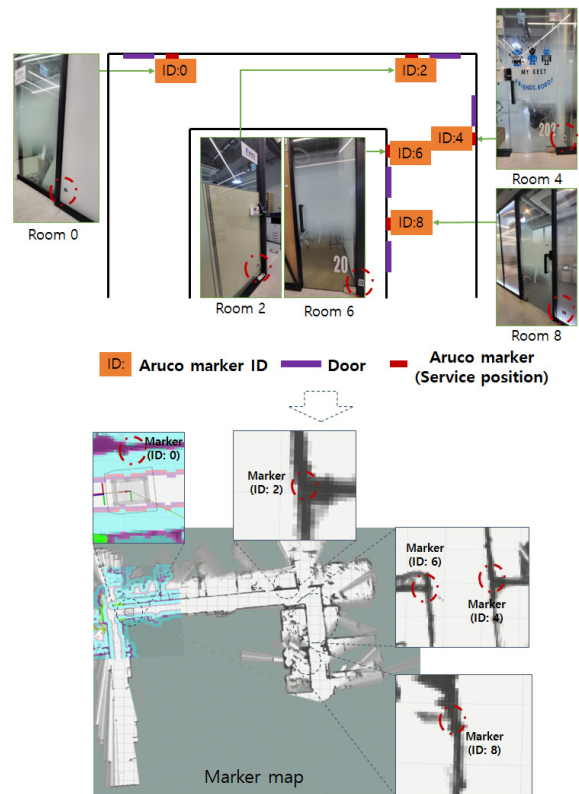 ID:0
ID:2
MY BEST
FRIENDS, ROBOT
202
ID:4
ID:6
Room 4
ID:8
Room 0
20
Room 2
Room 6
Room 8
ID:
Aruco marker ID
Door
Aruco marker
(Service position)
Marker
(ID: 0)
Marker
(ID: 2)
Marker
(ID: 6)
Marker
(ID: 4)
Marker
(ID: 8)
Marker map